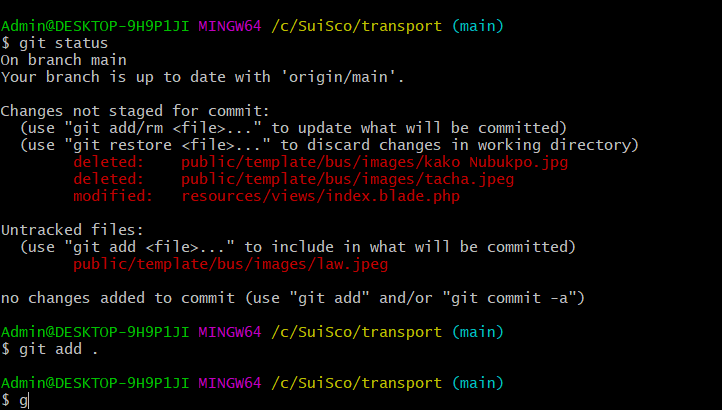 Admin@DESKTOP-9H9P1JI MINGW64 /c/SuiSco/transport (main)
$ git status
On branch main
Your branch is up to date with 'origin/main'.

Changes not staged for commit:
  (use "git add/rm <file>..." to update what will be committed)
  (use "git restore <file>..." to discard changes in working directory)
        deleted:    public/template/bus/images/kako Nubukpo.jpg
        deleted:    public/template/bus/images/tacha.jpeg
        modified:   resources/views/index.blade.php

Untracked files:
  (use "git add <file>..." to include in what will be committed)
        public/template/bus/images/law.jpeg

no changes added to commit (use "git add" and/or "git commit -a")

Admin@DESKTOP-9H9P1JI MINGW64 /c/SuiSco/transport (main)
$ git add .

Admin@DESKTOP-9H9P1JI MINGW64 /c/SuiSco/transport (main)
$ g